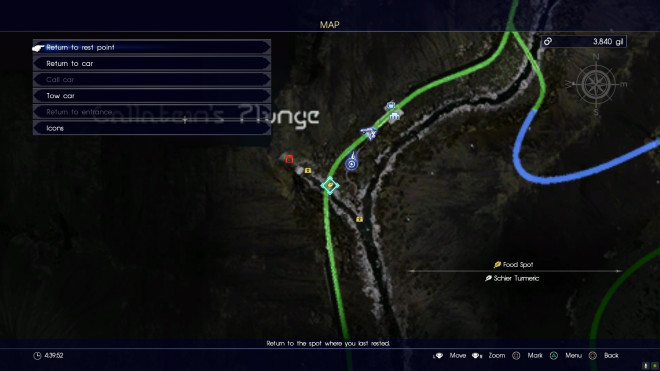 MAP
Return to rest point
Return to car
Call car
Tow car
Return to entrance
Icons
3,840 gil
N
Callatein's Plunge
Food Spot
Schier Turmeric
Return to the spot where you last rested.
4:39:52
L Move
R Zoom
Mark
Menu
Back